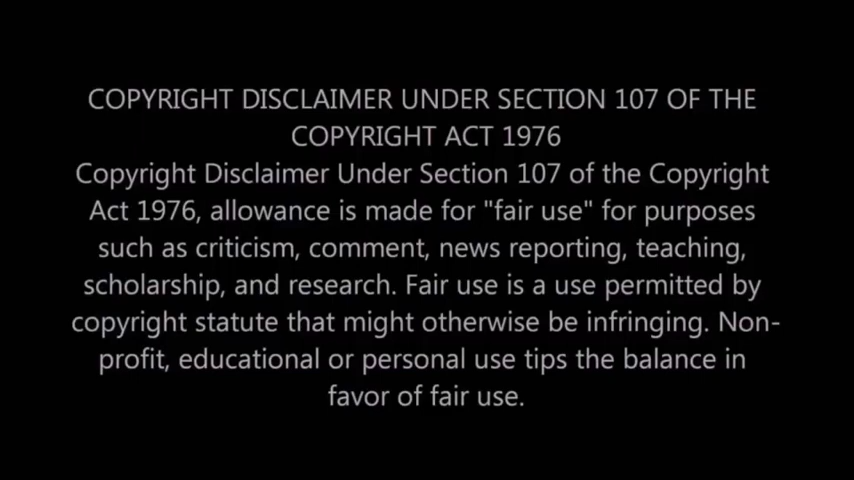 COPYRIGHT DISCLAIMER UNDER SECTION 107 OF THE
COPYRIGHT ACT 1976
Copyright Disclaimer Under Section 107 of the Copyright
Act 1976, allowance is made for "fair use" for purposes
such as criticism, comment, news reporting, teaching,
scholarship, and research. Fair use is a use permitted by
copyright statute that might otherwise be infringing. Non-
profit, educational or personal use tips the balance in
favor of fair use.